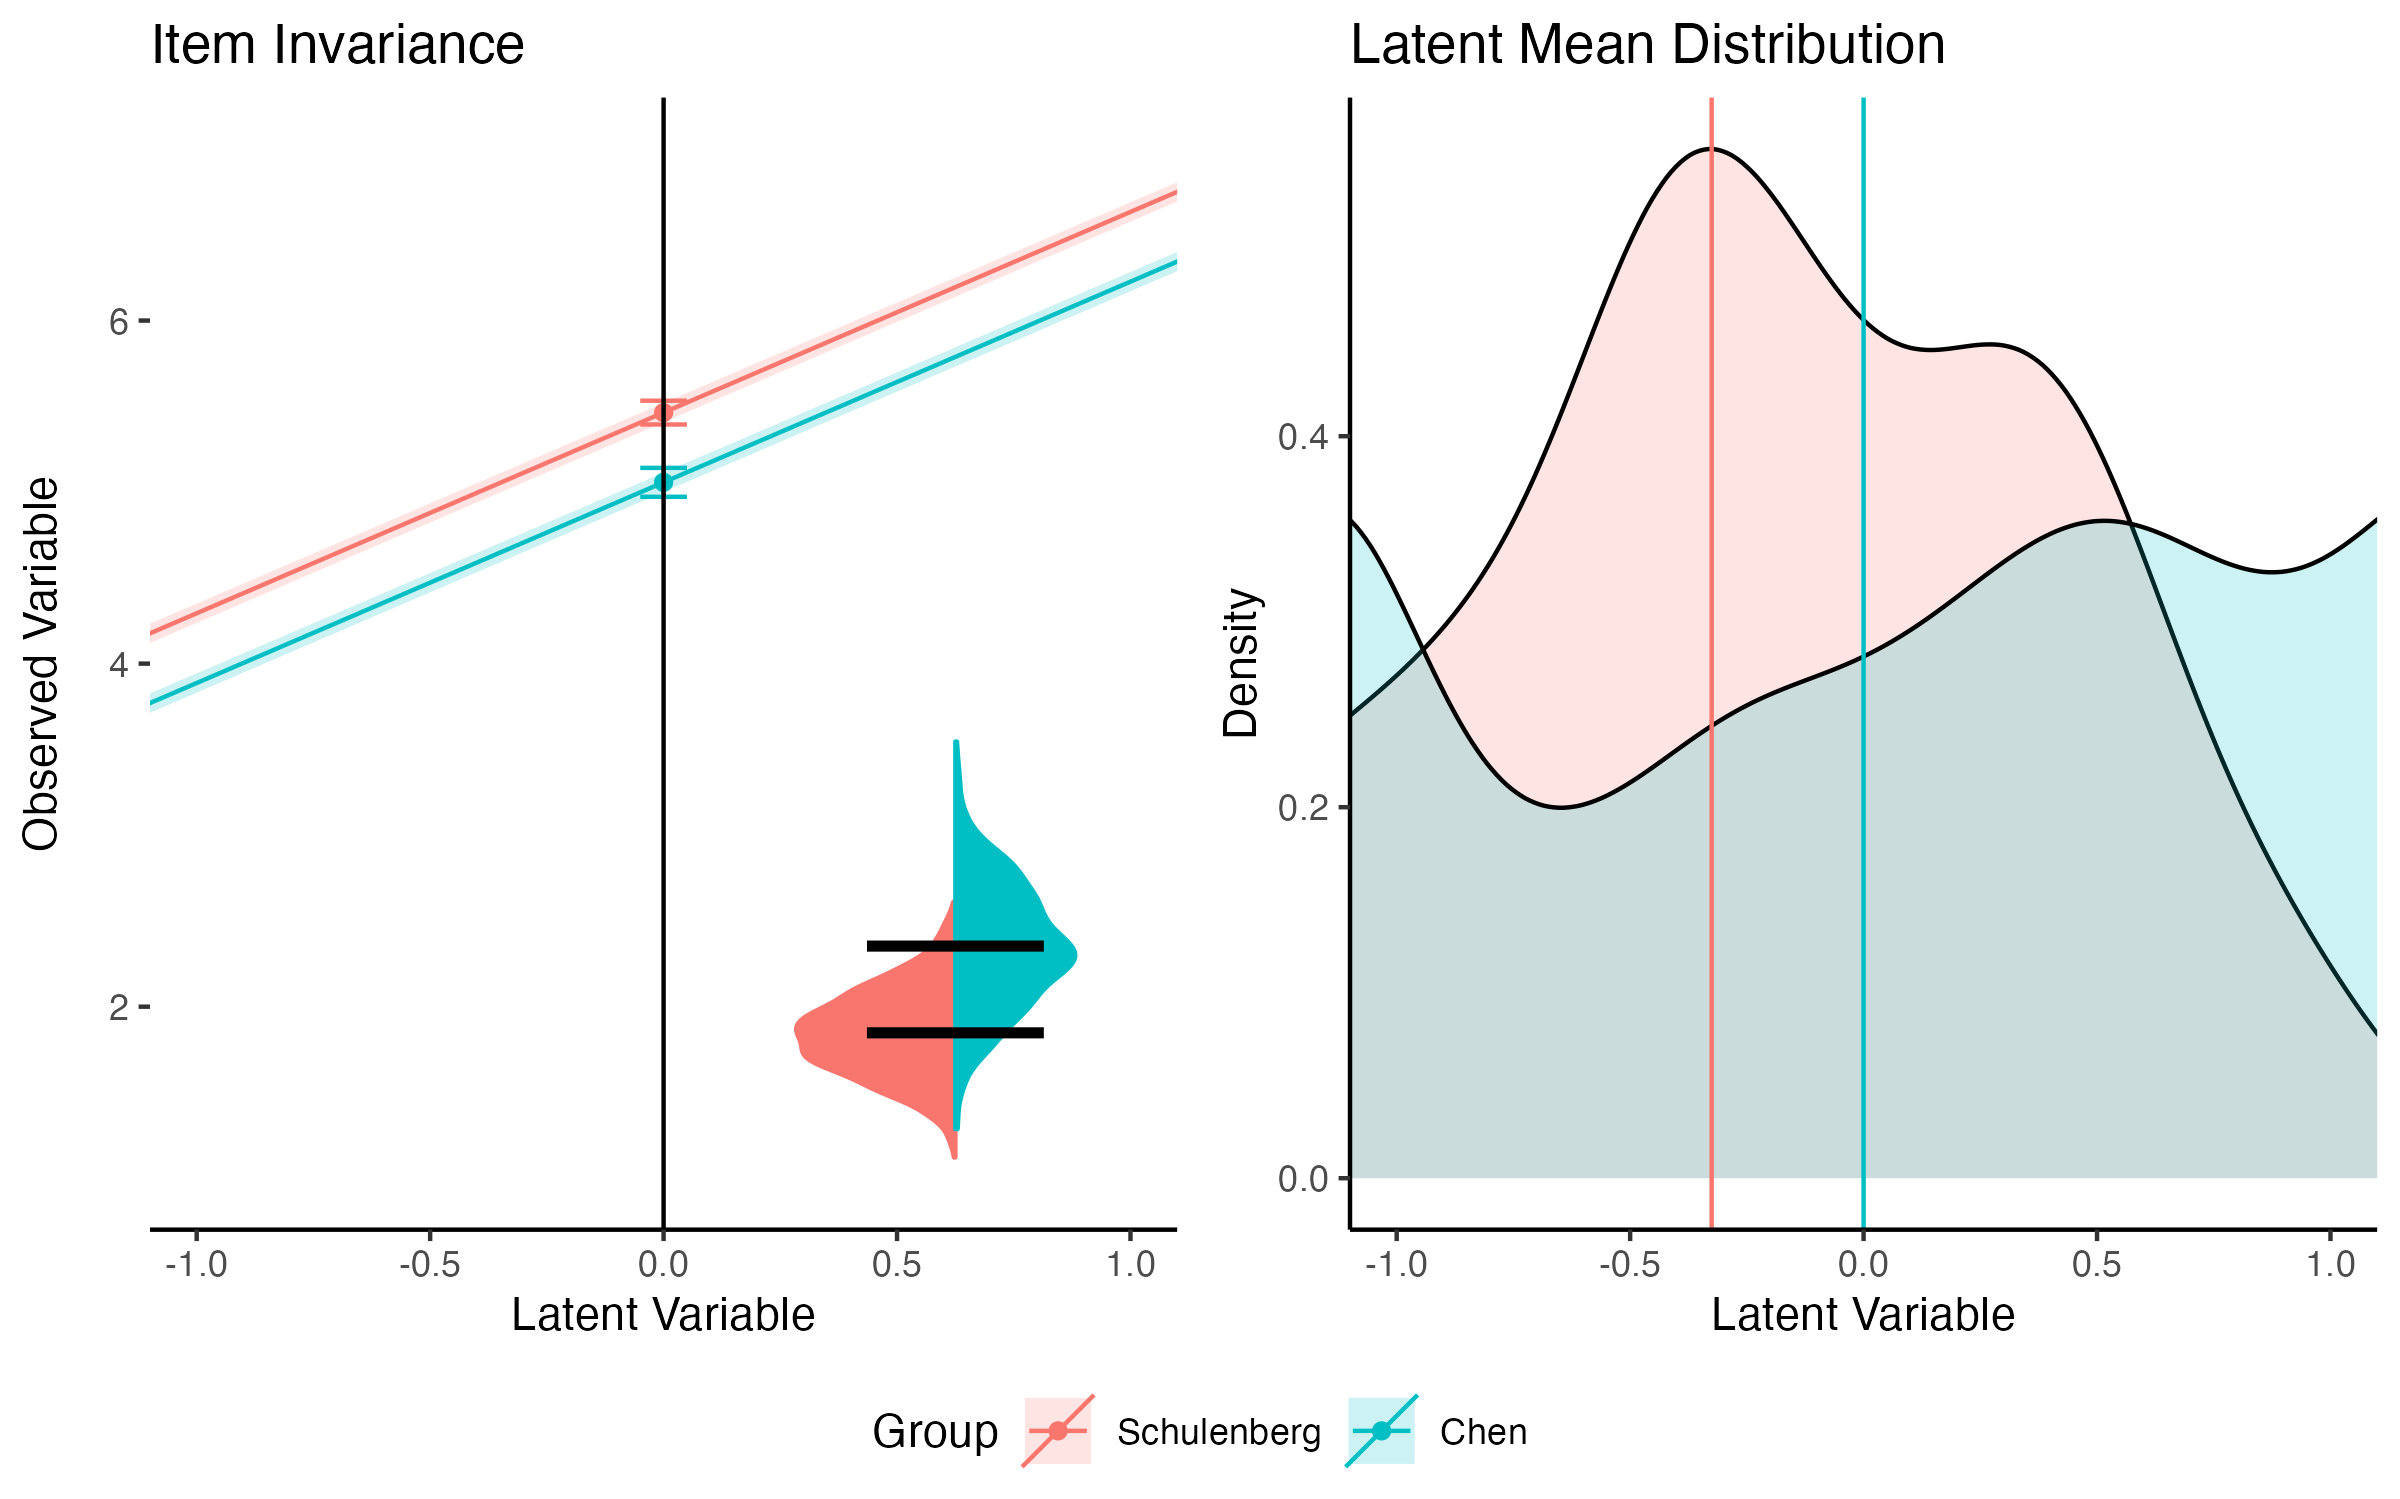 Item Invariance
Observed Variable
6
4
2
-1.0 -0.5 0.0 0.5 1.0
Latent Variable
Latent Mean Distribution
Density
0.4
0.2
0.0
-1.0 -0.5 0.0 0.5 1.0
Latent Variable
Group Schulenberg Chen